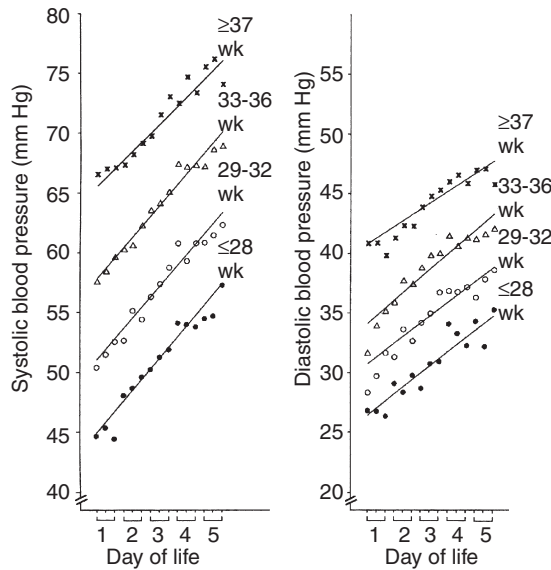 Systolic blood pressure (mm Hg)
80
75
70
65
60
55
50
45
40
≥37
wk
33-36
wk
29-32
wk
≤28
wk
1 2 3 4 5
Day of life
Diastolic blood pressure (mm Hg)
55
50
45
40
35
30
25
20
≥37
wk
33-36
wk
29-32
wk
≤28
wk
1 2 3 4 5
Day of life